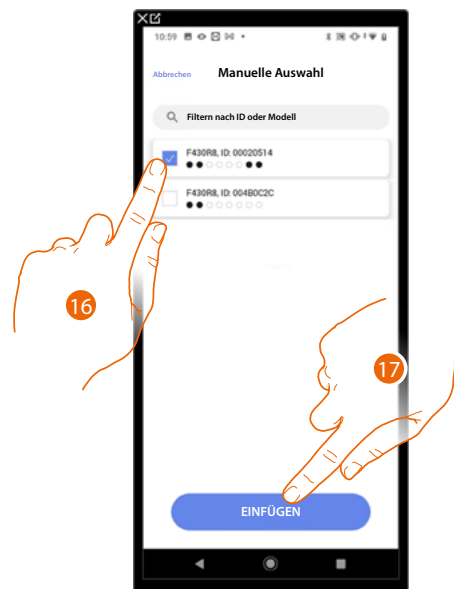 10:59
Abbrechen Manuelle Auswahl
Filtern nach ID oder Modell
F430R8, ID: 00020514
F430R8, ID: 004B0C2C
16
17
EINFÜGEN